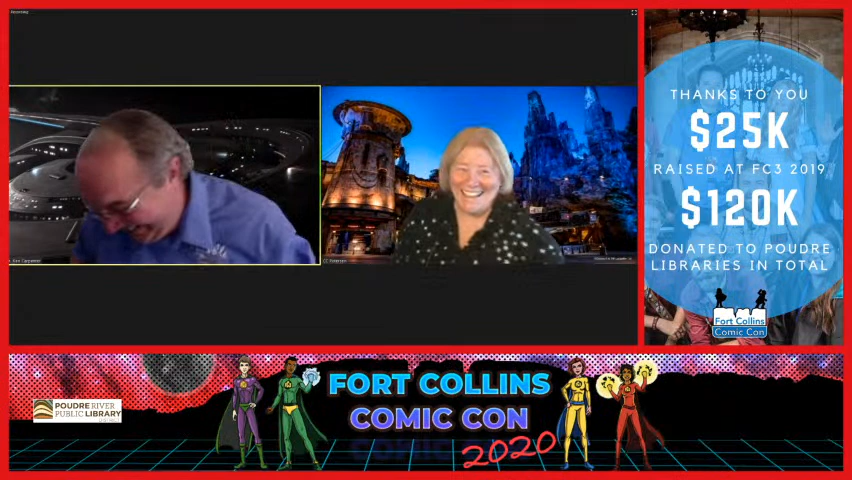 Ken Carpenter
CC Petersen
THANKS TO YOU
$25K
RAISED AT FC3 2019
$120K
DONATED TO POUDRE
LIBRARIES IN TOTAL
Fort Collins
Comic Con
POUDRE RIVER
PUBLIC LIBRARY
FORT COLLINS
COMIC CON
2020